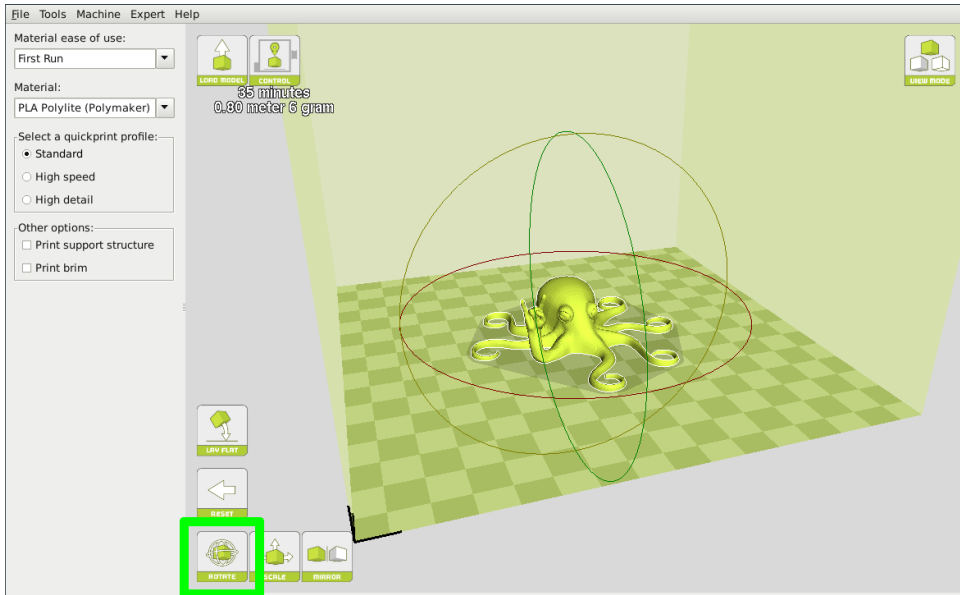 File Tools Machine Expert Help
Material ease of use:
First Run
Material:
PLA Polylite (Polymaker)
Select a quickprint profile:
Standard
High speed
High detail
Other options:
Print support structure
Print brim
LOAD MODEL
CONTROL
35 minutes
0.80 meter 6 gram
VIEW MODE
LAY FLAT
RESET
ROTATE
SCALE
MIRROR